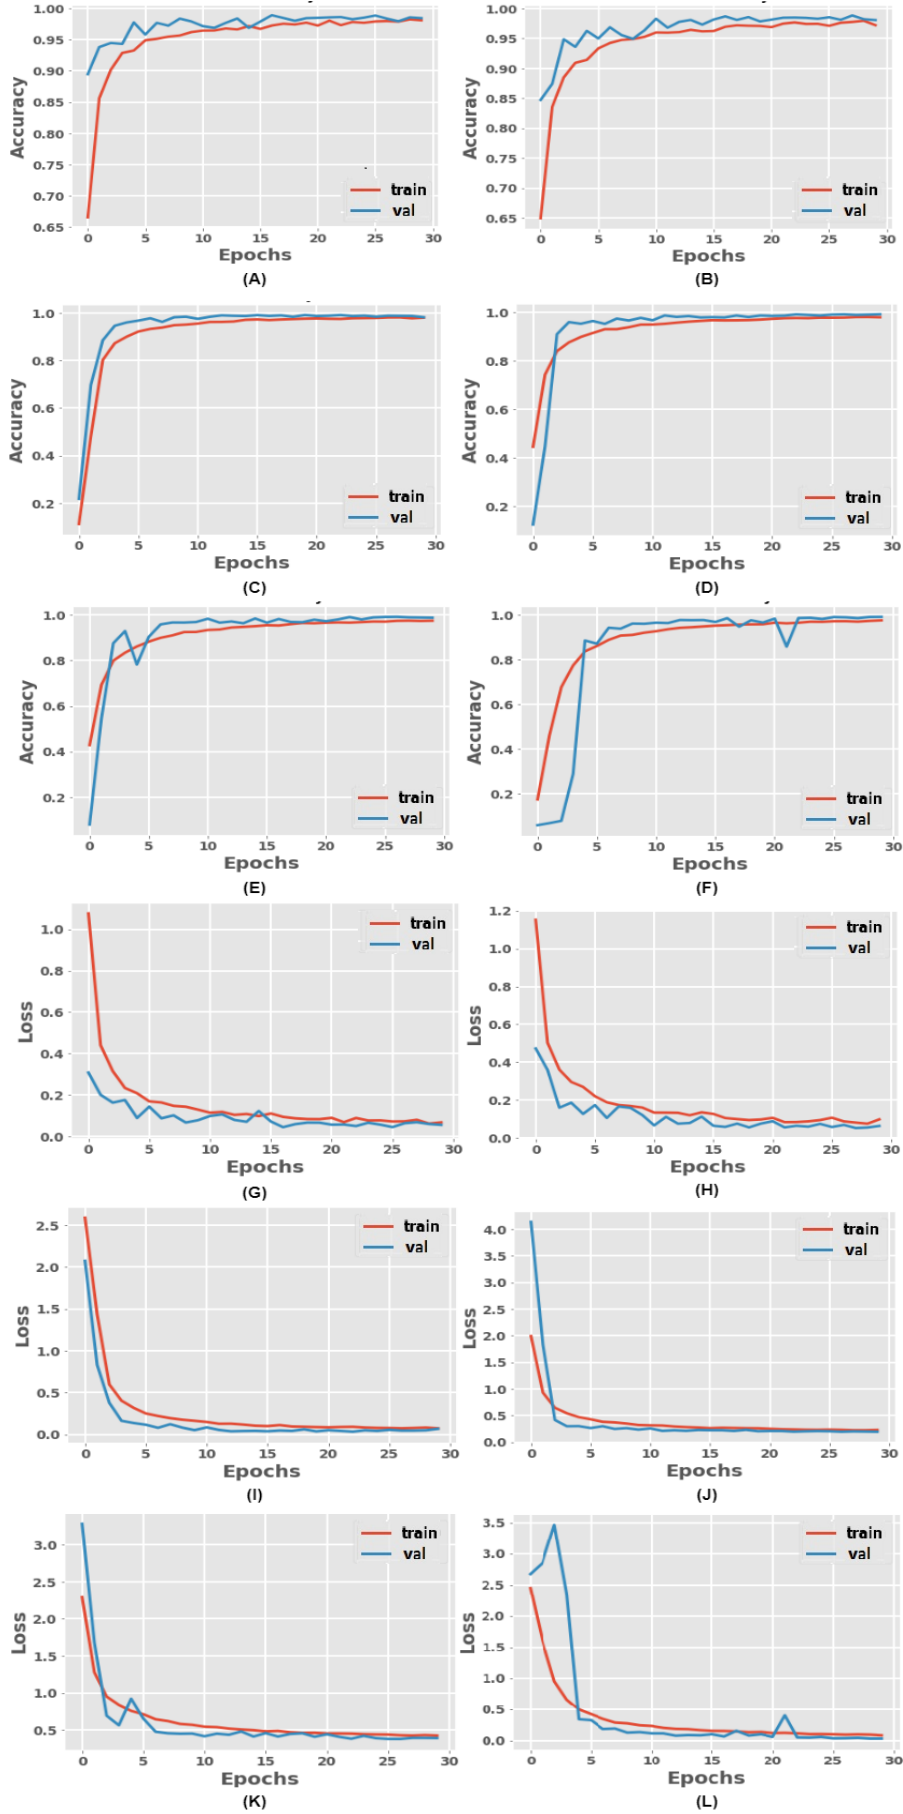 1.00
0.95
0.90
0.85
0.80
0.75
0.70
0.65
Accuracy
train
val
0 5 10 15 20 25 30
Epochs
(A)
1.00
0.95
0.90
0.85
0.80
0.75
0.70
0.65
Accuracy
train
val
0 5 10 15 20 25 30
Epochs
(B)
1.0
0.8
0.6
0.4
0.2
Accuracy
train
val
0 5 10 15 20 25 30
Epochs
(C)
1.0
0.8
0.6
0.4
0.2
Accuracy
train
val
0 5 10 15 20 25 30
Epochs
(D)
1.0
0.8
0.6
0.4
0.2
Accuracy
train
val
0 5 10 15 20 25 30
Epochs
(E)
1.0
0.8
0.6
0.4
0.2
Accuracy
train
val
0 5 10 15 20 25 30
Epochs
(F)
1.0
0.8
0.6
0.4
0.2
0.0
Loss
train
val
0 5 10 15 20 25 30
Epochs
(G)
1.2
1.0
0.8
0.6
0.4
0.2
0.0
Loss
train
val
0 5 10 15 20 25 30
Epochs
(H)
2.5
2.0
1.5
1.0
0.5
0.0
Loss
train
val
0 5 10 15 20 25 30
Epochs
(I)
4.0
3.5
3.0
2.5
2.0
1.5
1.0
0.5
0.0
Loss
train
val
0 5 10 15 20 25 30
Epochs
(J)
3.0
2.5
2.0
1.5
1.0
0.5
Loss
train
val
0 5 10 15 20 25 30
Epochs
(K)
3.5
3.0
2.5
2.0
1.5
1.0
0.5
0.0
Loss
train
val
0 5 10 15 20 25 30
Epochs
(L)